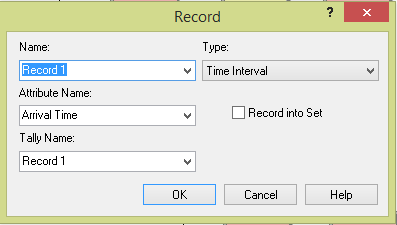 Record
?
Name:
Type:
Record 1
Time Interval
Attribute Name:
Arrival Time
Record into Set
Tally Name:
Record 1
OK
Cancel
Help